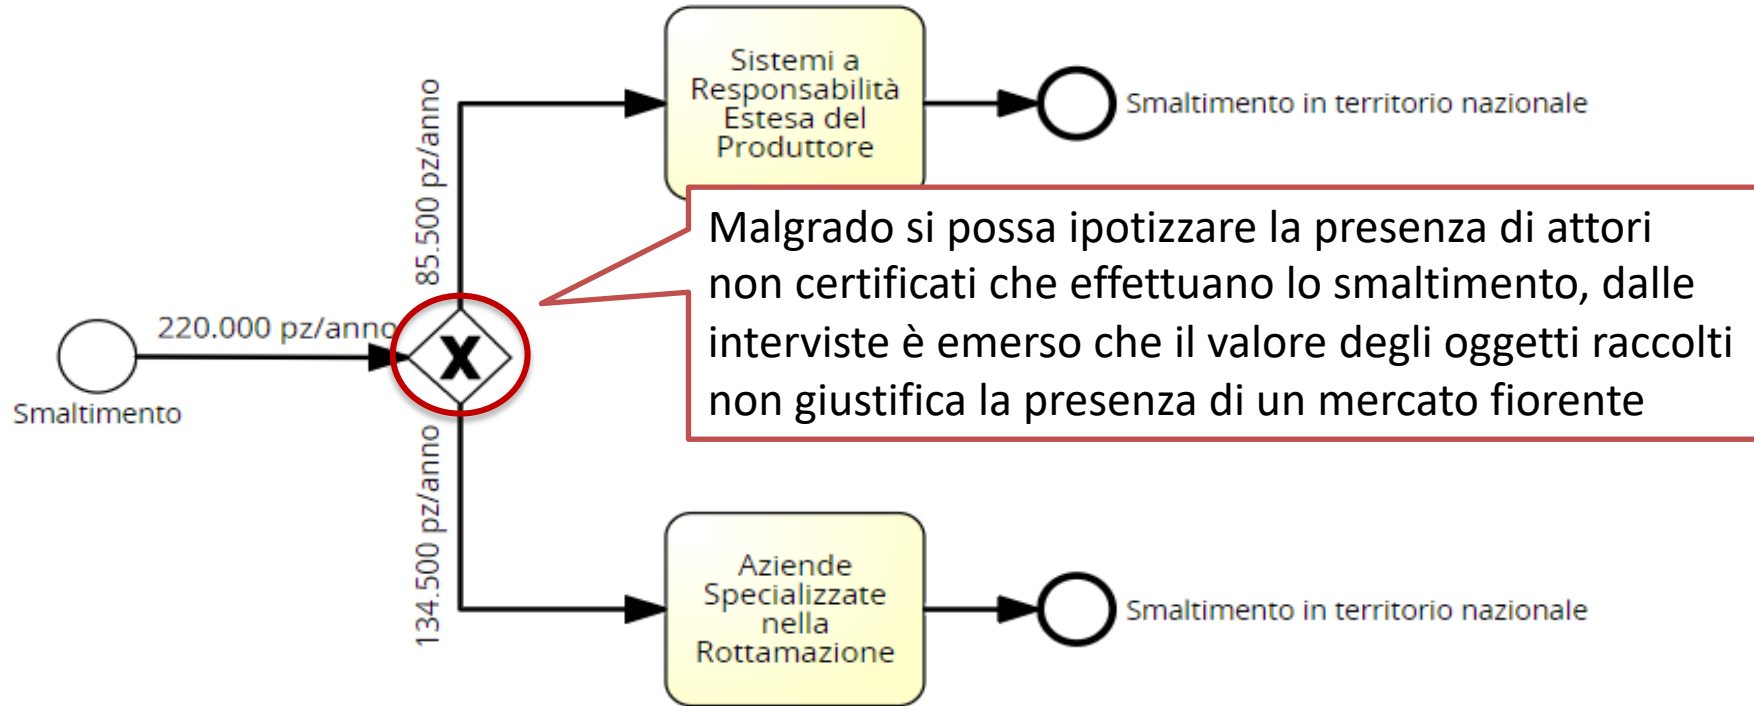 Sistemi a
Responsabilità
Estesa del
Produttore
Smaltimento in territorio nazionale
85.500 pz/anno
Malgrado si possa ipotizzare la presenza di attori
non certificati che effettuano lo smaltimento, dalle
interviste è emerso che il valore degli oggetti raccolti
non giustifica la presenza di un mercato fiorente
220.000 pz/anno
X
Smaltimento
134.500 pz/anno
Aziende
Specializzate
nella
Rottamazione
Smaltimento in territorio nazionale